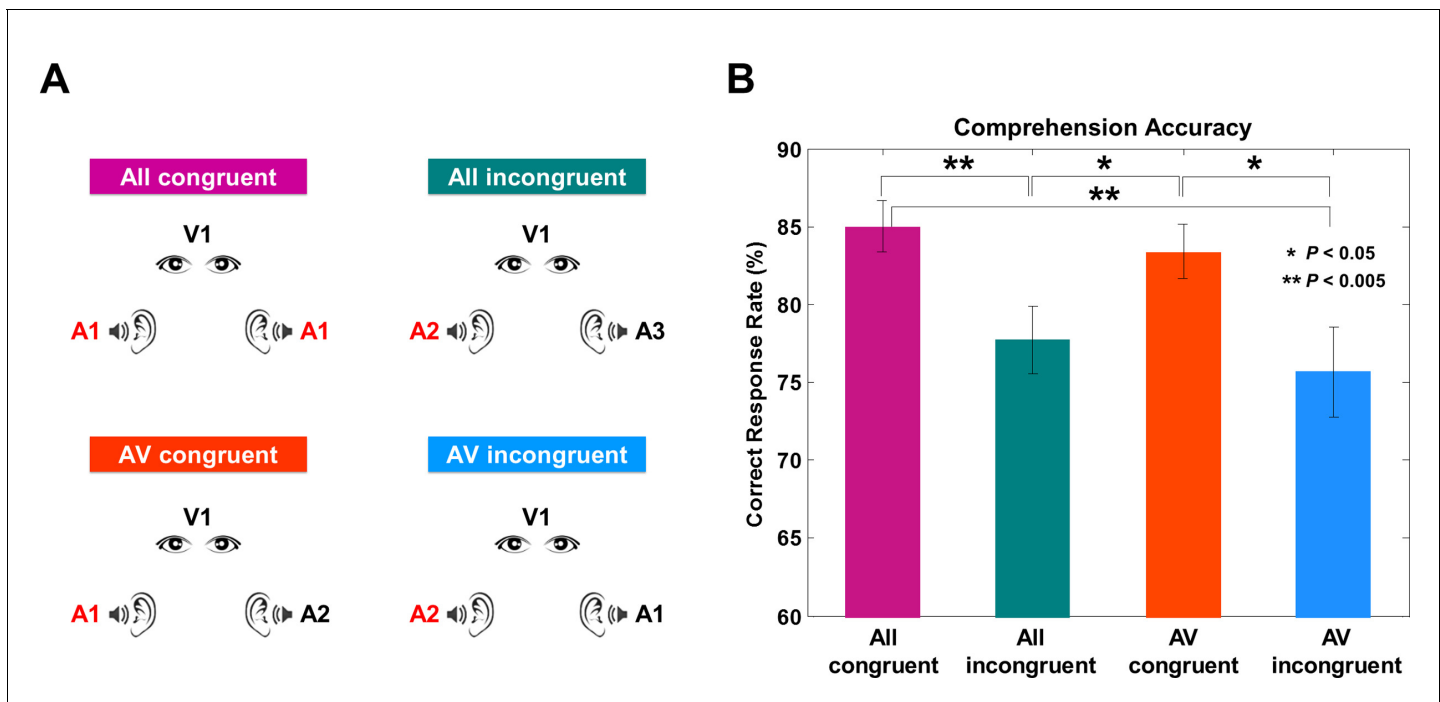 A
All congruent
V1
A1
A1
All incongruent
V1
A2
A3
AV congruent
V1
A1
A2
AV incongruent
V1
A2
A1
B
Comprehension Accuracy
Correct Response Rate (%)
90
85
80
75
70
65
60
** * *
**
* P < 0.05
** P < 0.005
All
congruent
All
incongruent
AV
congruent
AV
incongruent